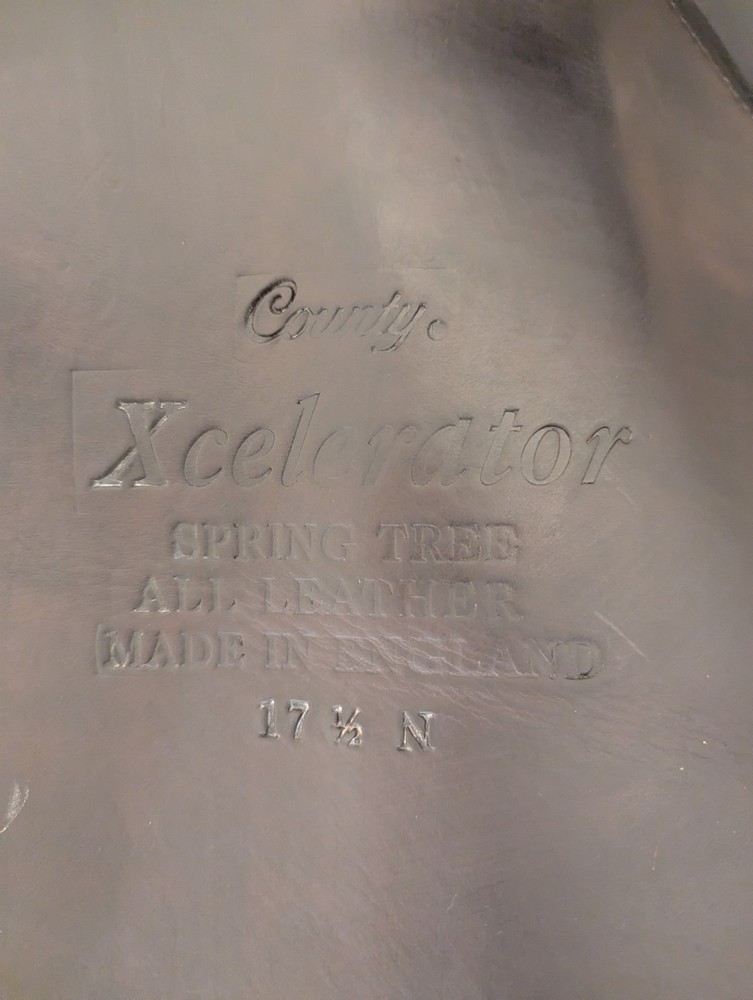 County.
Xcelerator
SPRING TREE
ALL LEATHER
MADE IN ENGLAND
17 ½ N